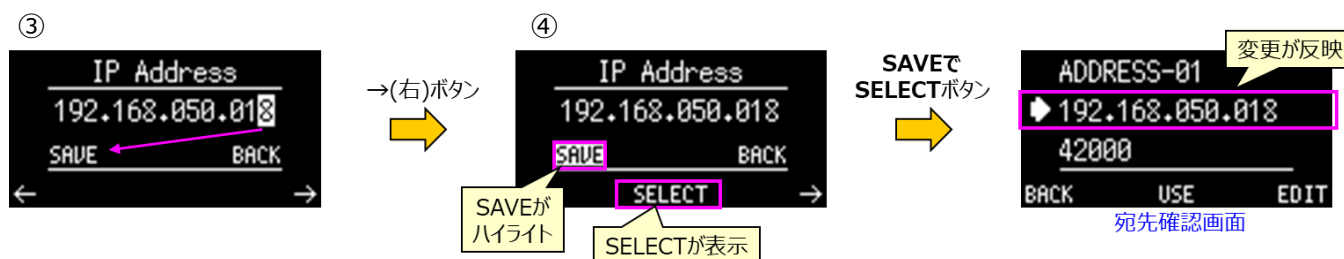 ③
IP Address
192.168.050.018
SAVE BACK
← →
→(右)ボタン
④
IP Address
192.168.050.018
SAVE BACK
SELECT →
SAVEが
ハイライト
SELECTが表示
SAVEで
SELECTボタン
変更が反映
ADDRESS-01
192.168.050.018
42000
BACK USE EDIT
宛先確認画面